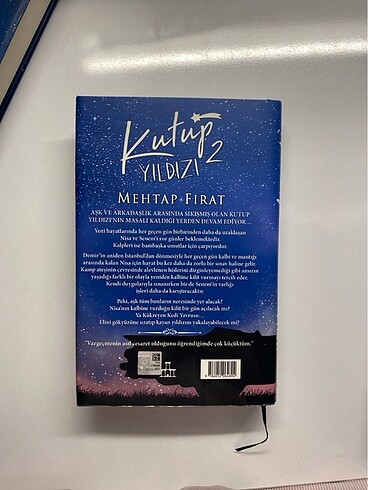 Kutup
YILDIZI 2
MEHTAP FIRAT
AŞK VE ARKADAŞLIK ARASINDA SIKIŞMIŞ OLAN KUTUP
YILDIZI'NIN MASALI KALDIĞI YERDEN DEVAM EDİYOR...
Yeni hayatlarında her geçen gün birbirinden daha da uzaklaşan
Nisa ve Senem'i zor günler beklemektedir.
Kalpleri ise bambaşka umutlar için çarpıyordur.
Demir'in aniden İstanbul'dan dönmesiyle her geçen gün kalbi ve mantığı
arasında kalan Nisa için hayat bu kez daha da zorlu bir sınav haline gelir.
Kamp ateşinin çevresinde alevlenen hislerini dizginleyemediği gibi ansızın
yaşadığı farklı bir olayla yeniden kalbine kilit vurmayı tercih eder.
Kendi duygularıyla sınanırken bir de Senem'in varlığı
işleri daha da karıştıracaktır.
Peki, aşk tüm bunların neresinde yer alacak?
Nisa'nın kalbine vurduğu kilit bir gün açılacak mı?
Ya Kükreyen Kedi Yavrusu...
Elini gökyüzüne uzatıp kayan yıldızını yakalayabilecek mi?
"Vazgeçmenin asıl cesaret olduğunu öğrendiğimde çok küçüktüm."